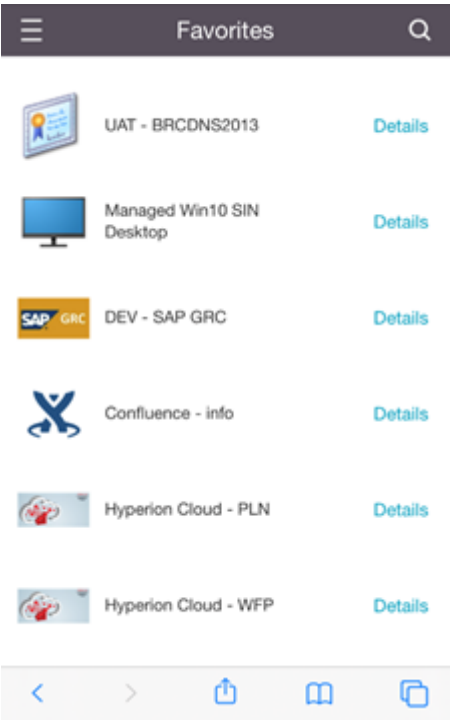 Favorites
UAT - BRCDNS2013
Details
Managed Win10 SIN
Desktop
Details
SAP GRC
DEV - SAP GRC
Details
Confluence - info
Details
Hyperion Cloud - PLN
Details
Hyperion Cloud - WFP
Details